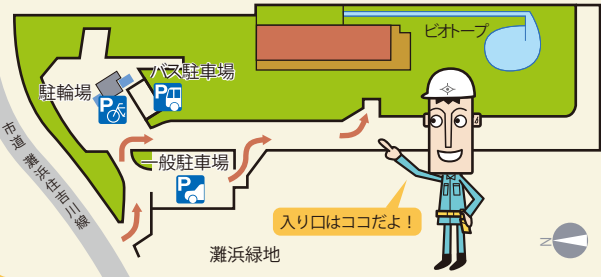 ビオトープ
バス駐車場
駐輪場
P
P
一般駐車場
P
市道 灘浜住吉川線
入り口はココだよ！
灘浜緑地
N